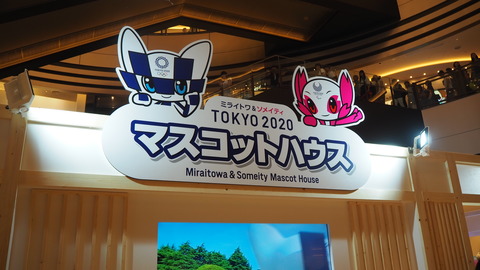 ミライトワ&ソメイティ
TOKYO 2020
マスコットハウス
Miraitowa & Someity Mascot House